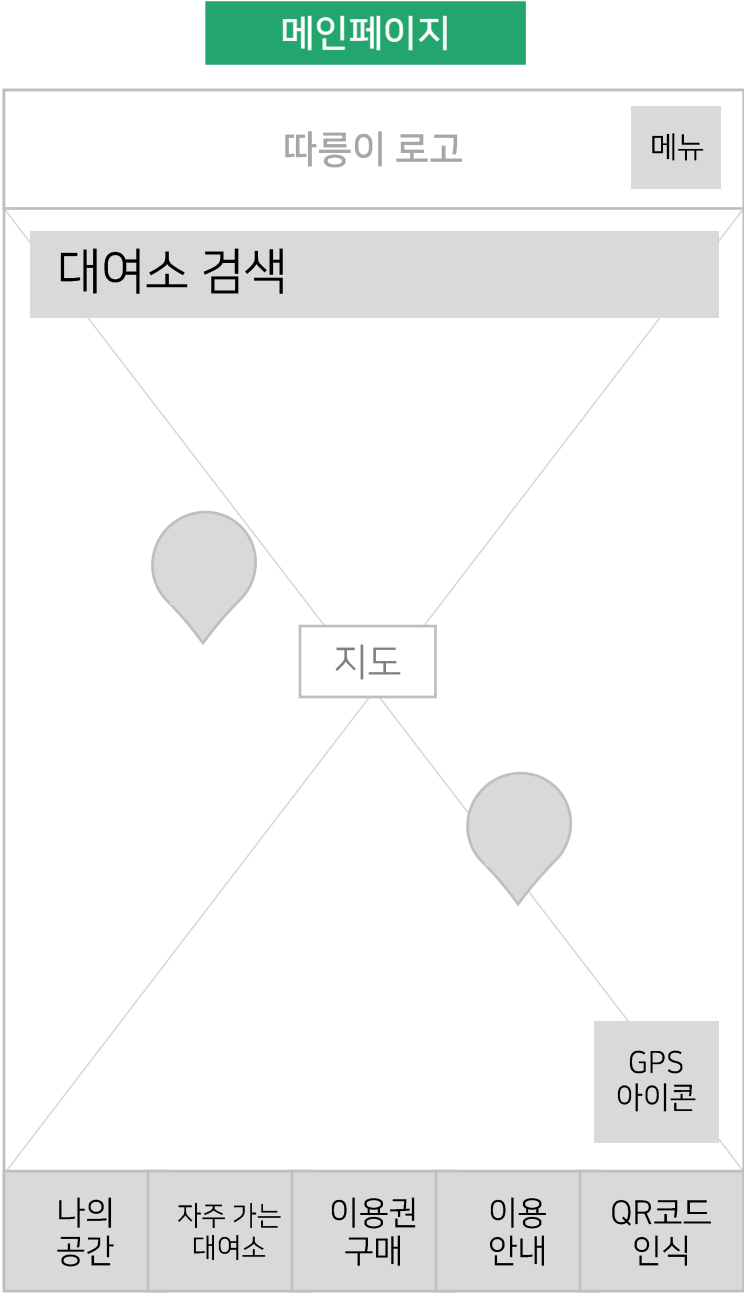 메인페이지
따릉이 로고
메뉴
대여소 검색
지도
GPS
아이콘
나의
공간
자주 가는
대여소
이용권
구매
이용
안내
QR코드
인식